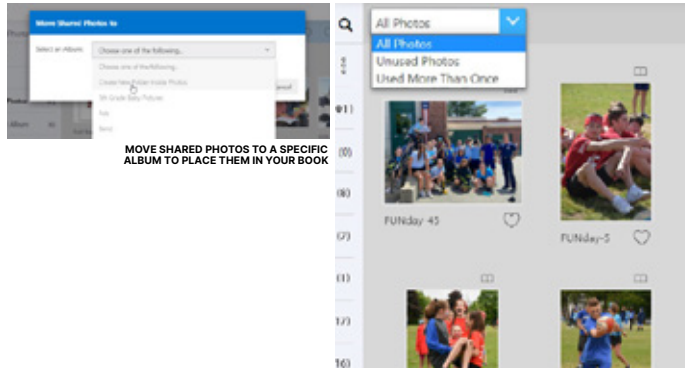 Move Shared Photos to
Select an Album:
Choose one of the following...
Choose one of the following...
Create New Folder Inside Photos
5th Grade Baby Pictures
MOVE SHARED PHOTOS TO A SPECIFIC
ALBUM TO PLACE THEM IN YOUR BOOK
All Photos
All Photos
Unused Photos
Used More Than Once
(0)
(8)
(7)
(1)
17)
16)
FUNday-45
FUNday-5